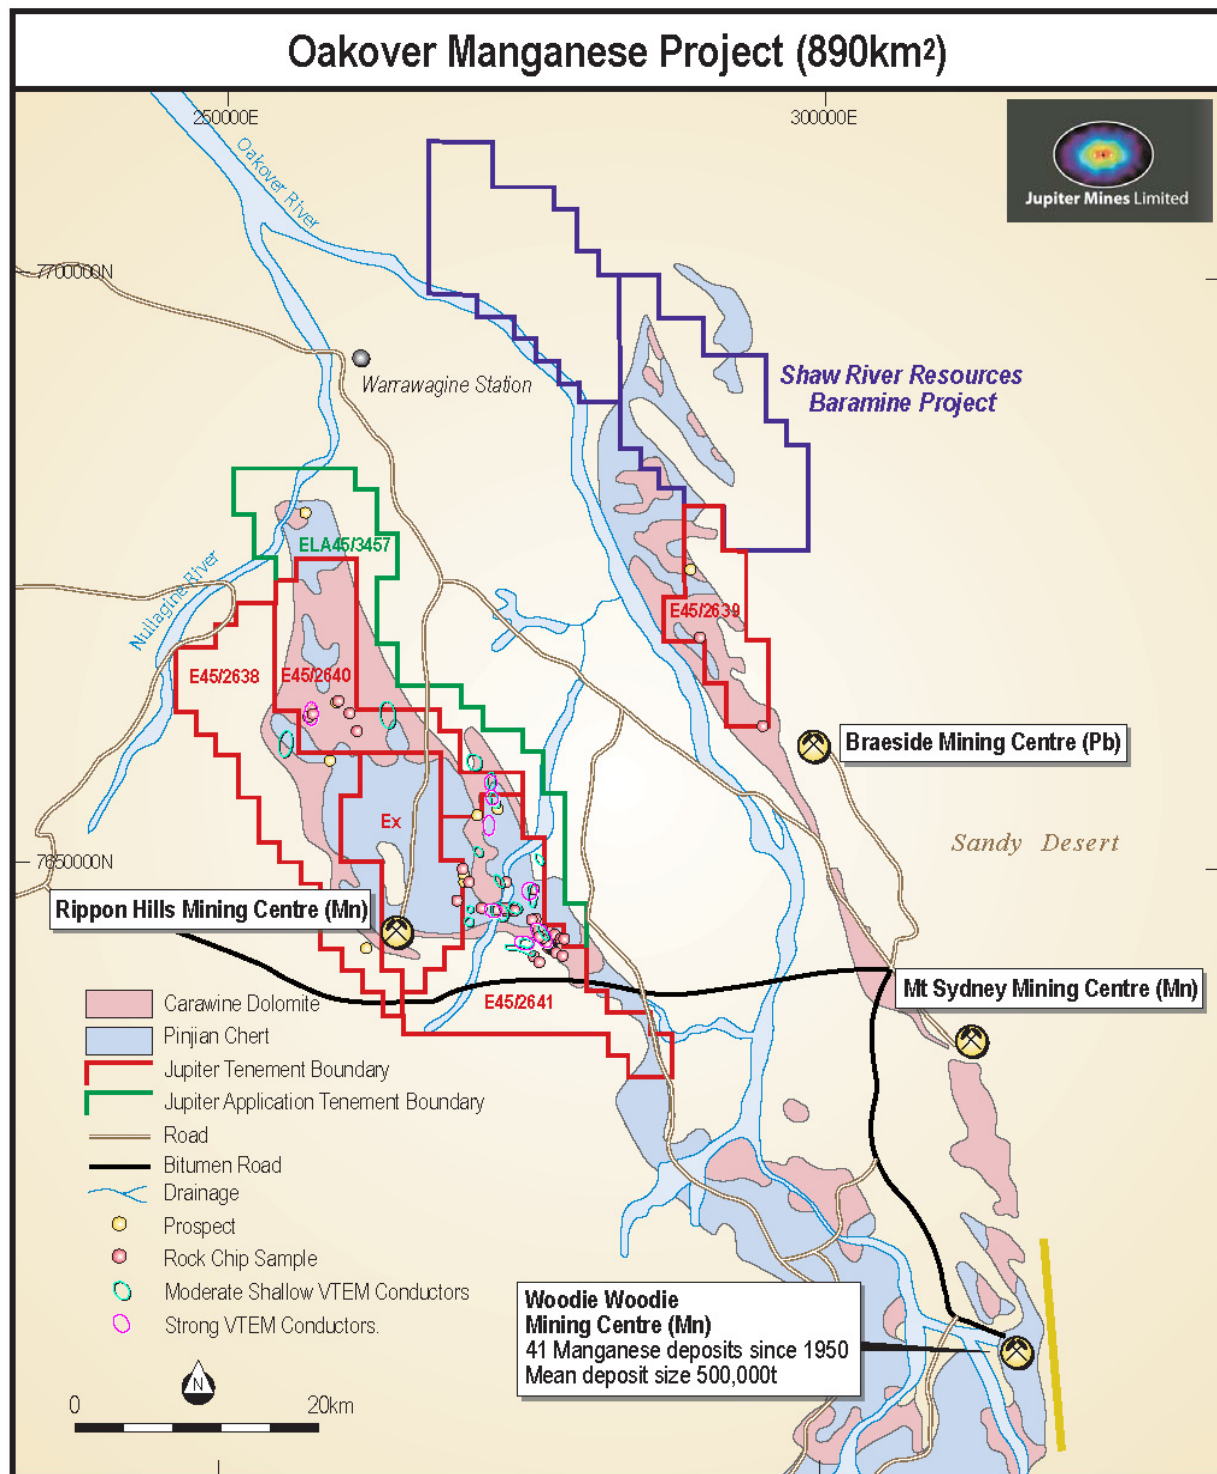 Oakover Manganese Project (890km²)
250000E
300000E
Oakover River
Jupiter Mines Limited
7700000N
Warrawagine Station
Shaw River Resources
Baramine Project
ELA45/3457
Nullagine River
E45/2639
E45/2638
E45/2640
Braeside Mining Centre (Pb)
Ex
Sandy Desert
7650000N
Rippon Hills Mining Centre (Mn)
Mt Sydney Mining Centre (Mn)
E45/2641
Carawine Dolomite
Pinjian Chert
Jupiter Tenement Boundary
Jupiter Application Tenement Boundary
Road
Bitumen Road
Drainage
Prospect
Rock Chip Sample
Moderate Shallow VTEM Conductors
Strong VTEM Conductors.
Woodie Woodie
Mining Centre (Mn)
41 Manganese deposits since 1950
Mean deposit size 500,000t
N
0
20km